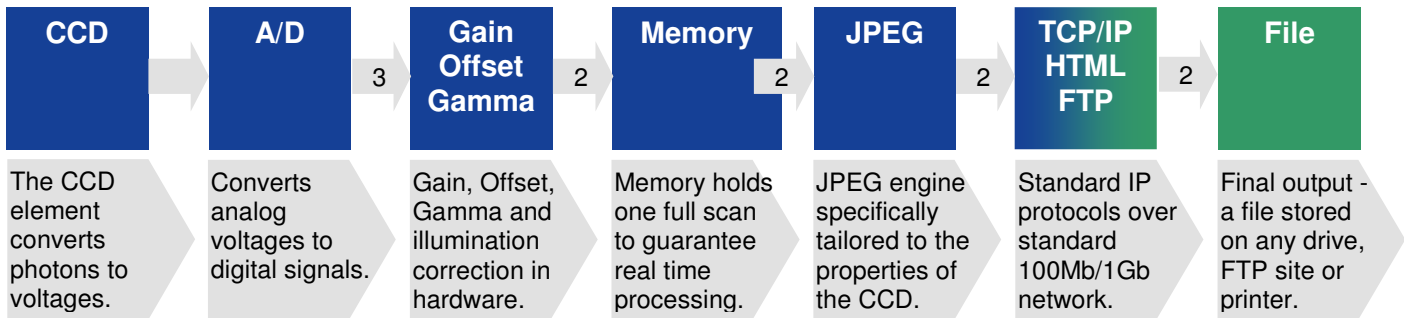 CCD
A/D
3
Gain
Offset
Gamma
2
Memory
2
JPEG
2
TCP/IP
HTML
FTP
2
File
The CCD
element
converts
photons to
voltages.
Converts
analog
voltages to
digital signals.
Gain, Offset,
Gamma and
illumination
correction in
hardware.
Memory holds
one full scan
to guarantee
real time
processing.
JPEG engine
specifically
tailored to the
properties of
the CCD.
Standard IP
protocols over
standard
100Mb/1Gb
network.
Final output -
a file stored
on any drive,
FTP site or
printer.